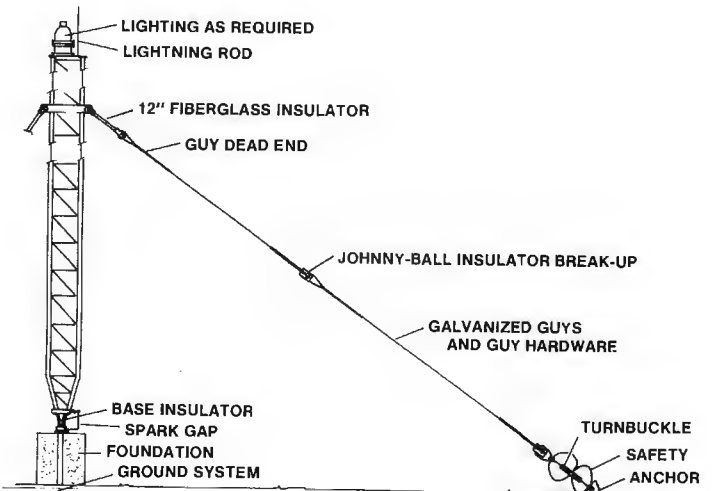 LIGHTING AS REQUIRED
LIGHTNING ROD
12" FIBERGLASS INSULATOR
GUY DEAD END
JOHNNY-BALL INSULATOR BREAK-UP
GALVANIZED GUYS
AND GUY HARDWARE
BASE INSULATOR
SPARK GAP
FOUNDATION
GROUND SYSTEM
TURNBUCKLE
SAFETY
ANCHOR